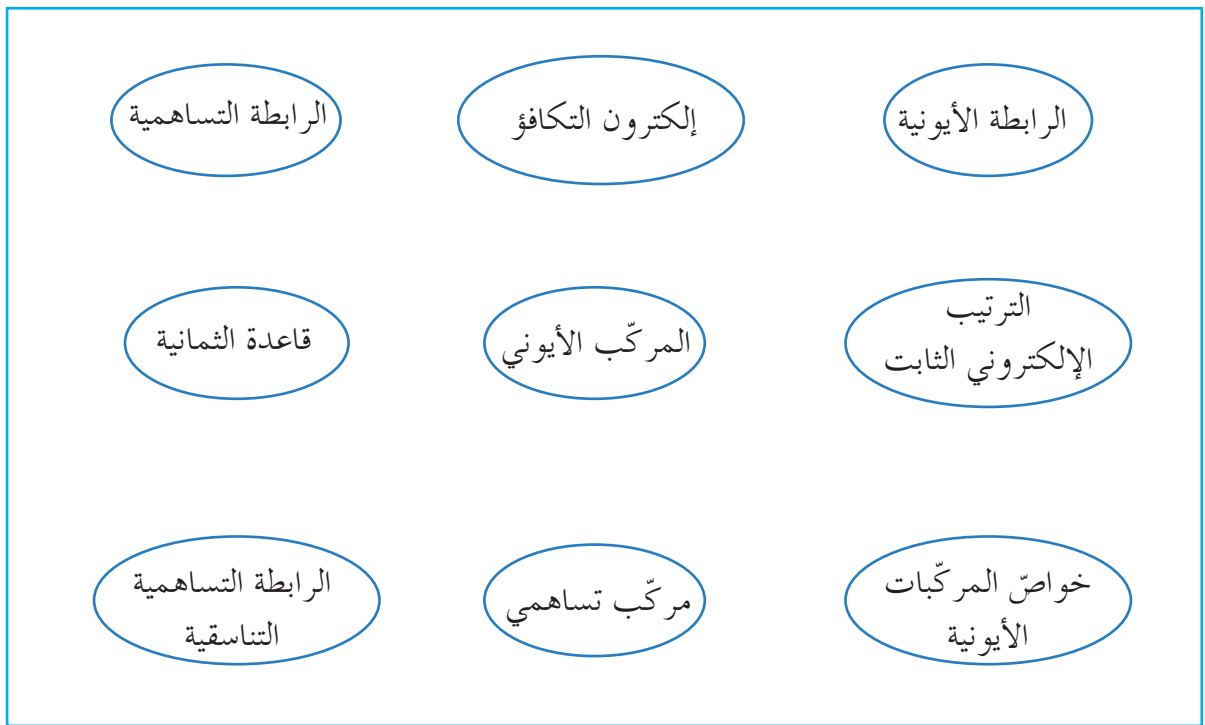 الرابطة الأيونية
إلكترون التكافؤ
الرابطة التساهمية
الترتيب
الإلكتروني الثابت
المركّب الأيوني
قاعدة الثمانية
خواصّ المركّبات
الأيونية
مركّب تساهمي
الرابطة التساهمية
التناسقية